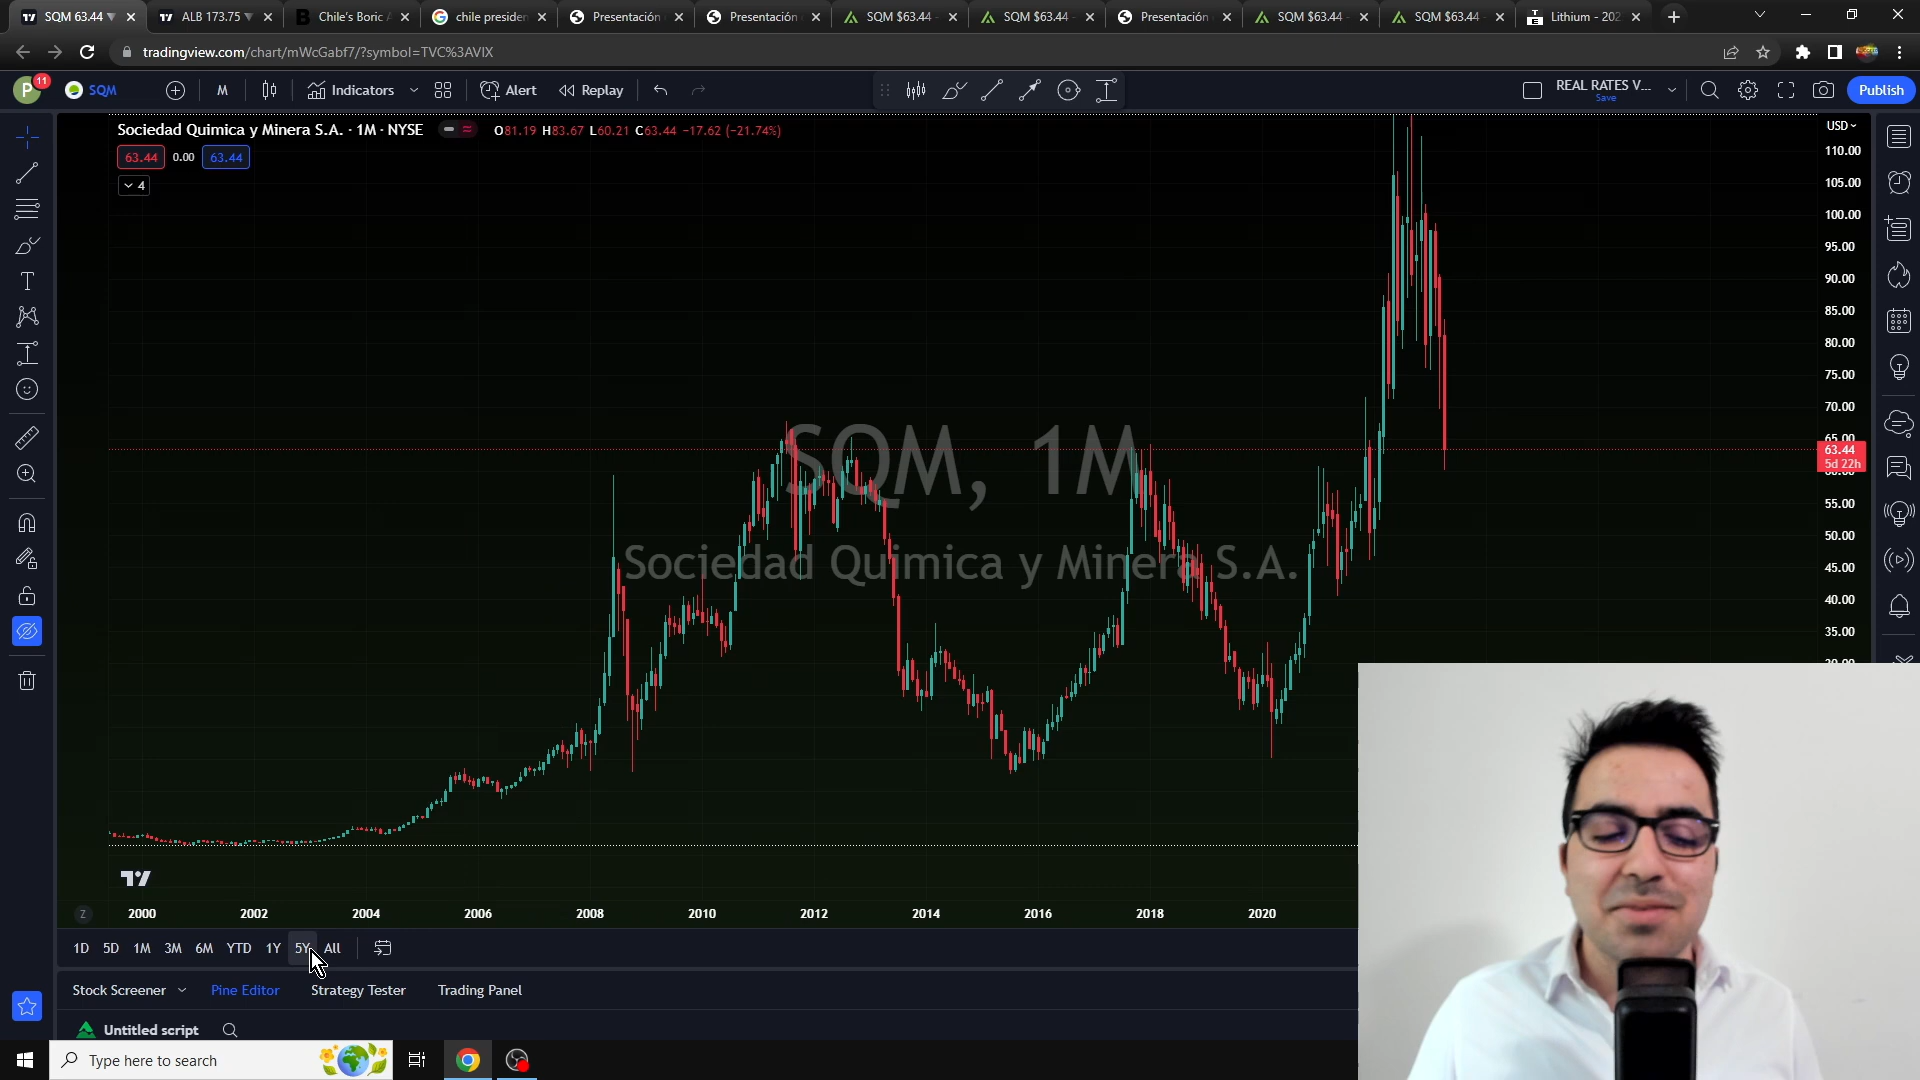 SQM 63.44 ▼
ALB 173.75 ▼
Chile's Boric A
chile presiden
Presentación
Presentación
SQM $63.44 -
SQM $63.44 -
Presentación
SQM $63.44 -
SQM $63.44
Lithium - 202
tradingview.com/chart/mWcGabf7/?symbol=TVC%3AVIX
P
11
SQM
M
Indicators
Alert
Replay
REAL RATES V...
Save
Publish
Sociedad Quimica y Minera S.A. · 1M · NYSE
O81.19 H83.67 L60.21 C63.44 −17.62 (−21.74%)
63.44
0.00
63.44
4
USD
110.00
105.00
100.00
95.00
90.00
85.00
80.00
75.00
70.00
65.00
63.44
5d 22h
55.00
50.00
45.00
40.00
35.00
30.00
SQM, 1M
Sociedad Quimica y Minera S.A.
Z
2000
2002
2004
2006
2008
2010
2012
2014
2016
2018
2020
1D
5D
1M
3M
6M
YTD
1Y
5Y
All
Stock Screener
Pine Editor
Strategy Tester
Trading Panel
Untitled script
Type here to search